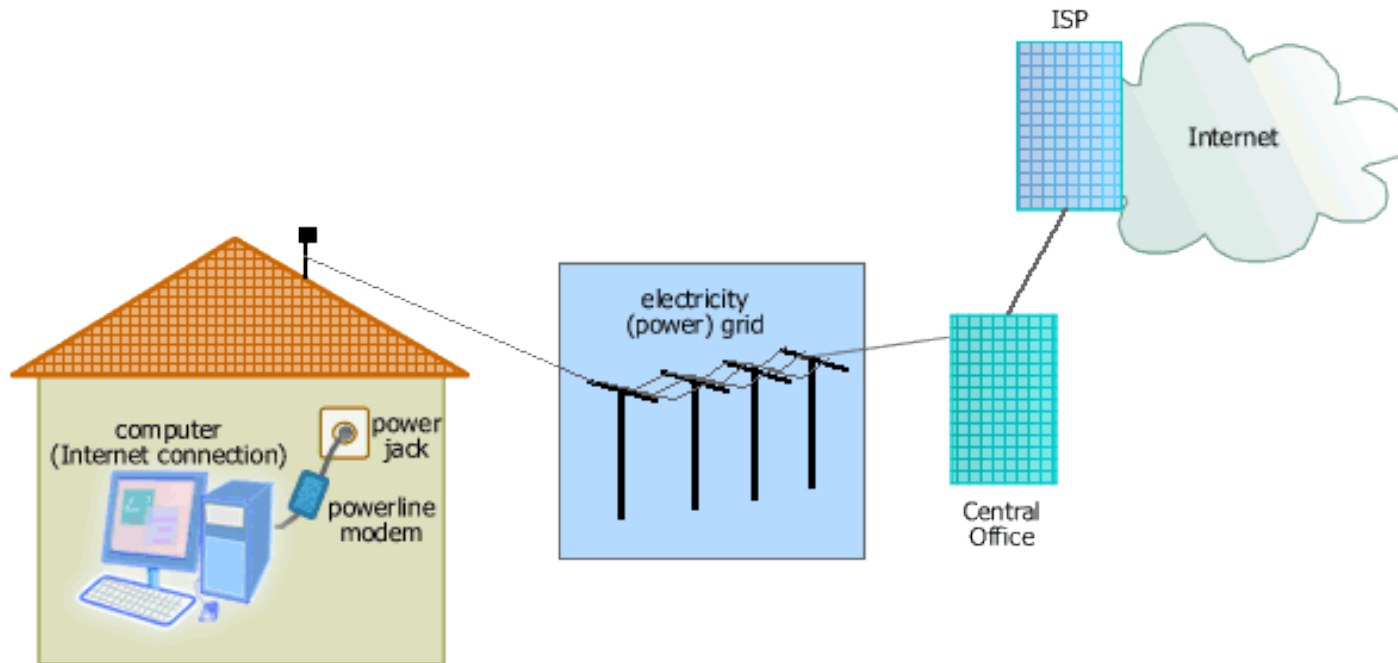 ISP
Internet
electricity
(power) grid
computer
(Internet connection)
power
jack
powerline
modem
Central
Office